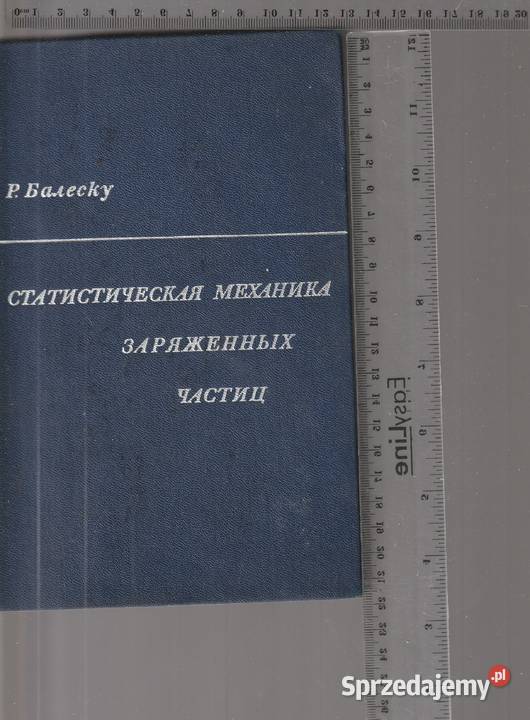 Р. Балеску
СТАТИСТИЧЕСКАЯ МЕХАНИКА
ЗАРЯЖЕННЫХ
ЧАСТИЦ
EasyLine
Sprzedajemy.pl